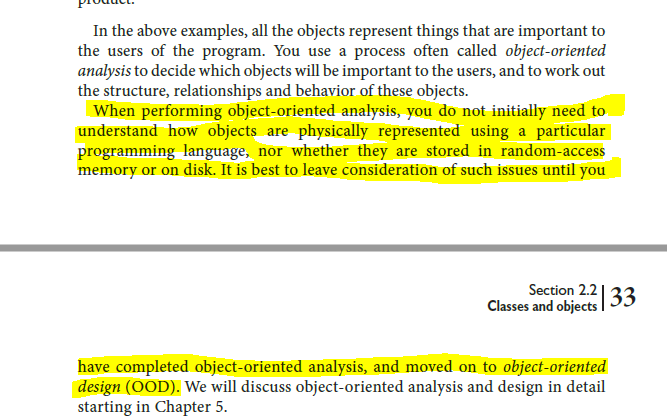 product.
In the above examples, all the objects represent things that are important to
the users of the program. You use a process often called object-oriented
analysis to decide which objects will be important to the users, and to work out
the structure, relationships and behavior of these objects.
When performing object-oriented analysis, you do not initially need to
understand how objects are physically represented using a particular
programming language, nor whether they are stored in random-access
memory or on disk. It is best to leave consideration of such issues until you
Section 2.2
Classes and objects
33
have completed object-oriented analysis, and moved on to object-oriented
design (OOD). We will discuss object-oriented analysis and design in detail
starting in Chapter 5.